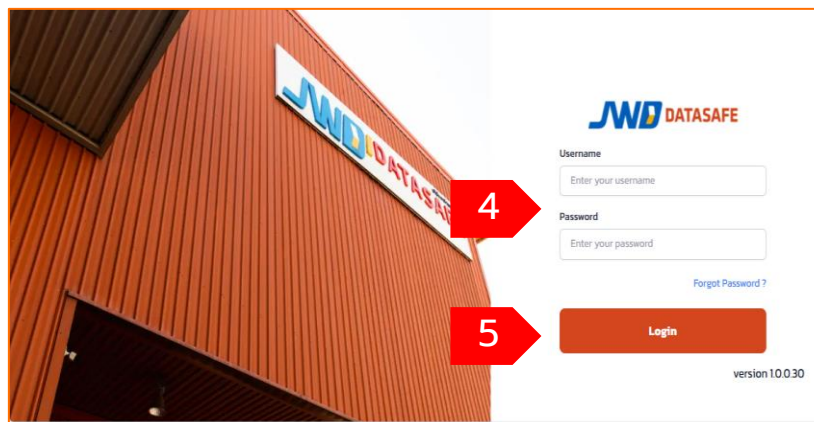 JWD DATASAFE
JWD DATASAFE
Username
Enter your username
4
Password
Enter your password
Forgot Password ?
5
Login
version 1.0.0.30